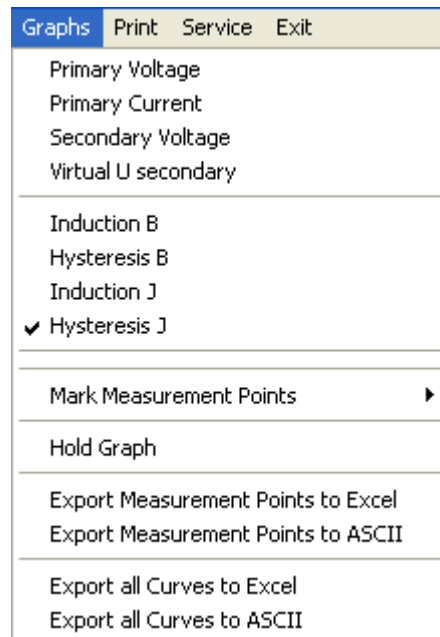 Graphs Print Service Exit
Primary Voltage
Primary Current
Secondary Voltage
Virtual U secondary
Induction B
Hysteresis B
Induction J
Hysteresis J
Mark Measurement Points
Hold Graph
Export Measurement Points to Excel
Export Measurement Points to ASCII
Export all Curves to Excel
Export all Curves to ASCII